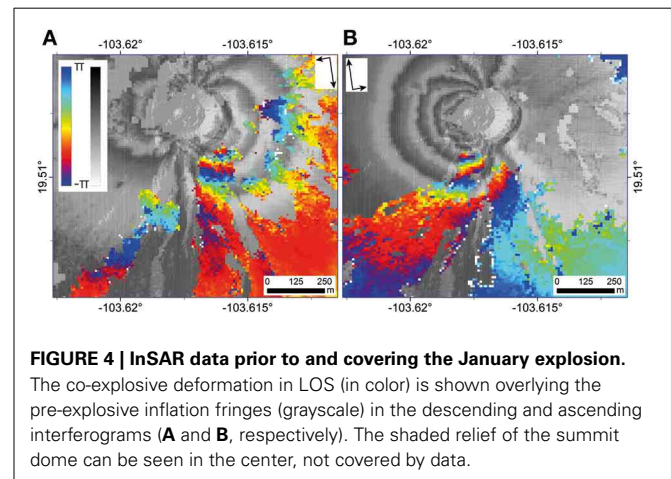 A
B
-103.62° -103.615° -103.62° -103.615°
π
-π
19.51°
19.51°
0 125 250
m
0 125 250
m
-103.62° -103.615° -103.62° -103.615°
FIGURE 4 | InSAR data prior to and covering the January explosion.
The co-explosive deformation in LOS (in color) is shown overlying the
pre-explosive inflation fringes (grayscale) in the descending and ascending
interferograms (A and B, respectively). The shaded relief of the summit
dome can be seen in the center, not covered by data.